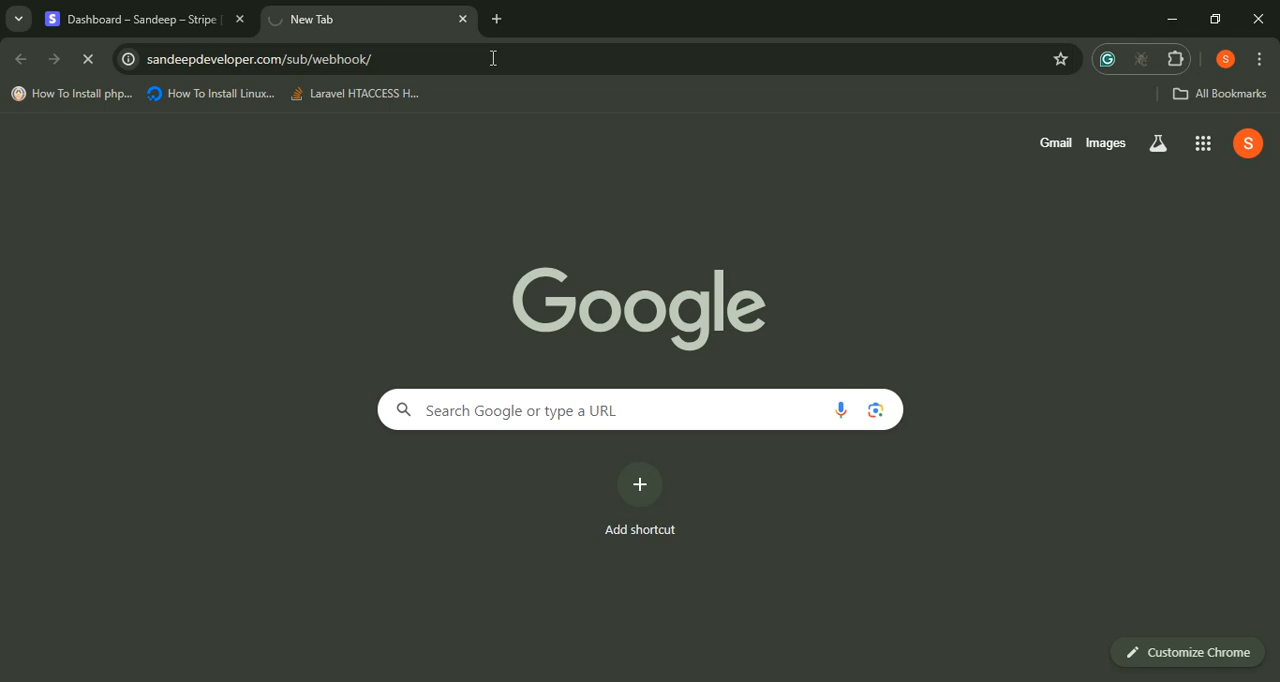 Dashboard – Sandeep – Stripe
New Tab
sandeepdeveloper.com/sub/webhook/
S
How To Install php...
How To Install Linux...
Laravel HTACCESS H...
All Bookmarks
Gmail
Images
S
Google
Search Google or type a URL
Add shortcut
Customize Chrome